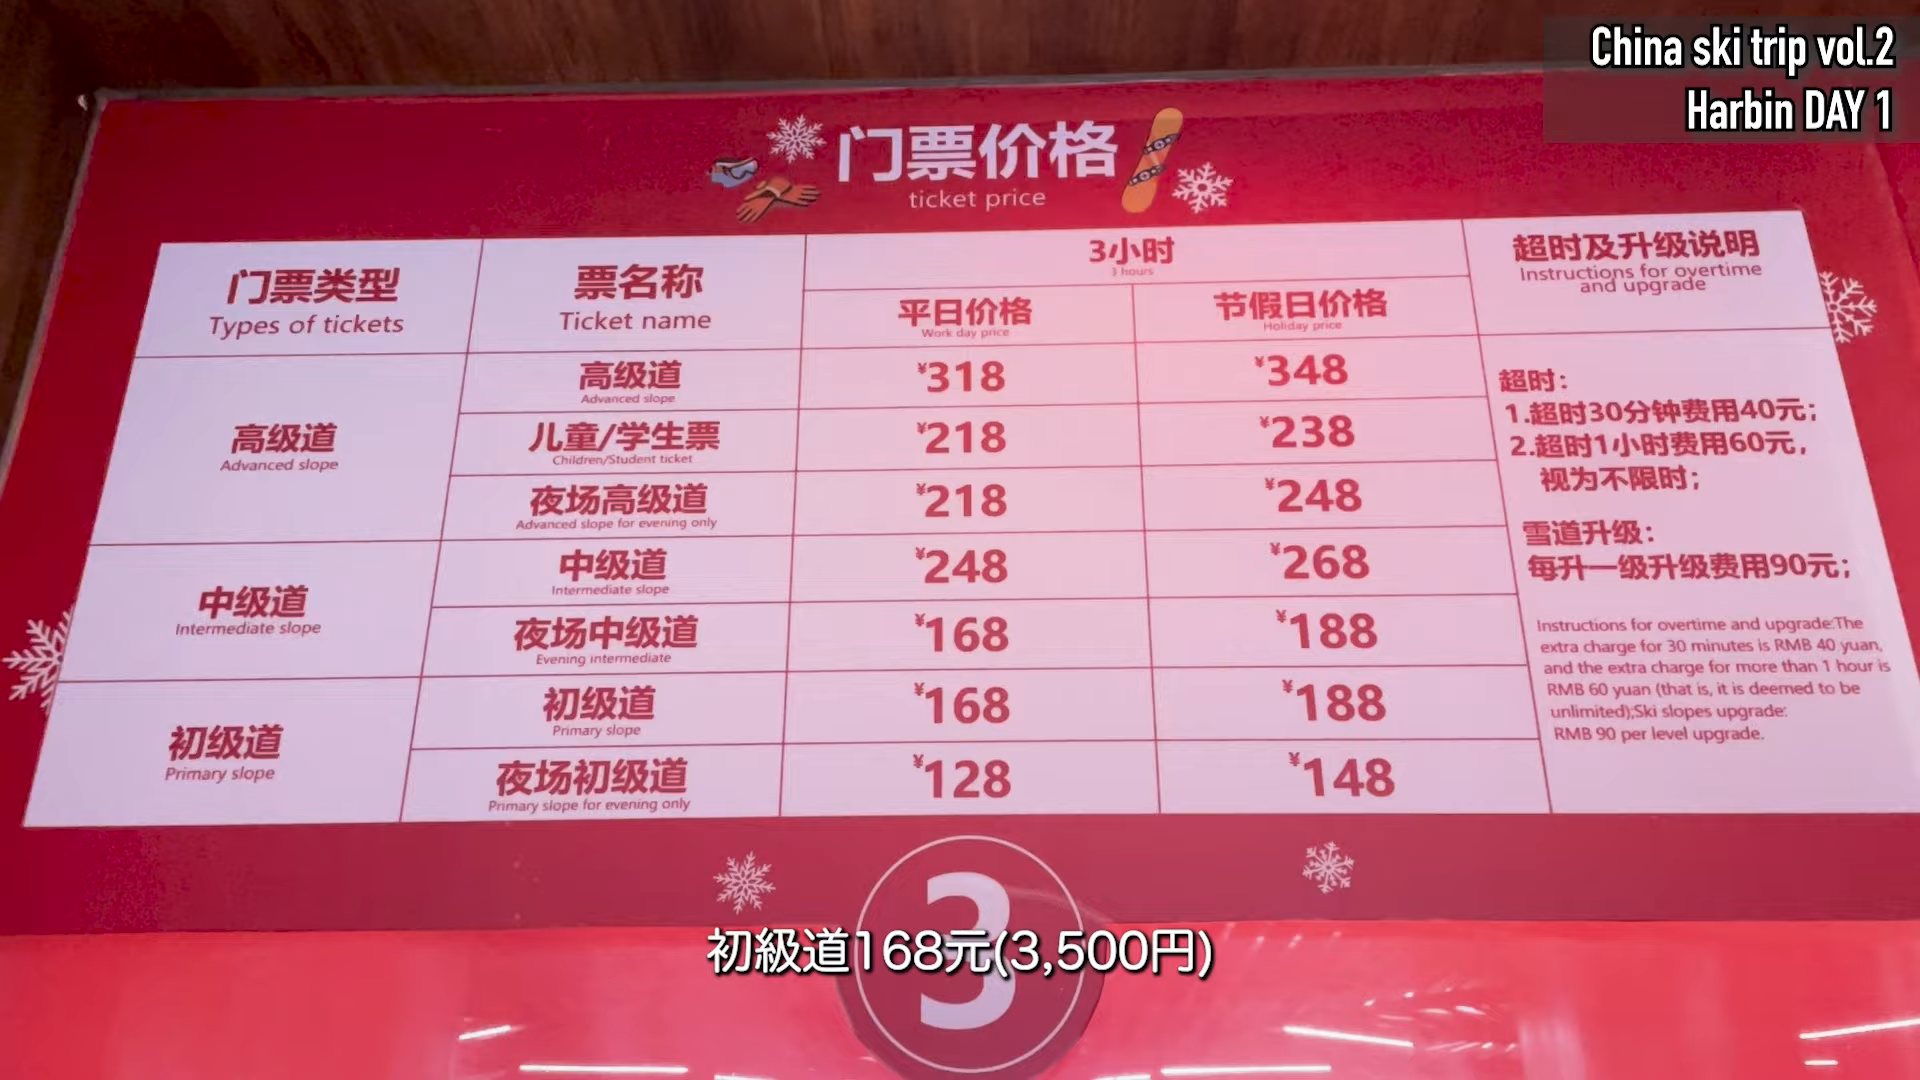 China ski trip vol.2
Harbin DAY 1
门票价格
ticket price
门票类型
Types of tickets
票名称
Ticket name
3小时
3 hours
平日价格
Work day price
节假日价格
Holiday price
超时及升级说明
Instructions for overtime
and upgrade
高级道
Advanced slope
高级道
Advanced slope
¥318
¥348
儿童/学生票
Children/Student ticket
¥218
¥238
夜场高级道
Advanced slope for evening only
¥218
¥248
中级道
Intermediate slope
中级道
Intermediate slope
¥248
¥268
夜场中级道
Evening intermediate
¥168
¥188
初级道
Primary slope
初级道
Primary slope
¥168
¥188
夜场初级道
Primary slope for evening only
¥128
¥148
超时：
1.超时30分钟费用40元；
2.超时1小时费用60元，
视为不限时；
雪道升级：
每升一级升级费用90元；
Instructions for overtime and upgrade:The
extra charge for 30 minutes is RMB 40 yuan,
and the extra charge for more than 1 hour is
RMB 60 yuan (that is, it is deemed to be
unlimited);Ski slopes upgrade:
RMB 90 per level upgrade.
3
初級道168元(3,500円)